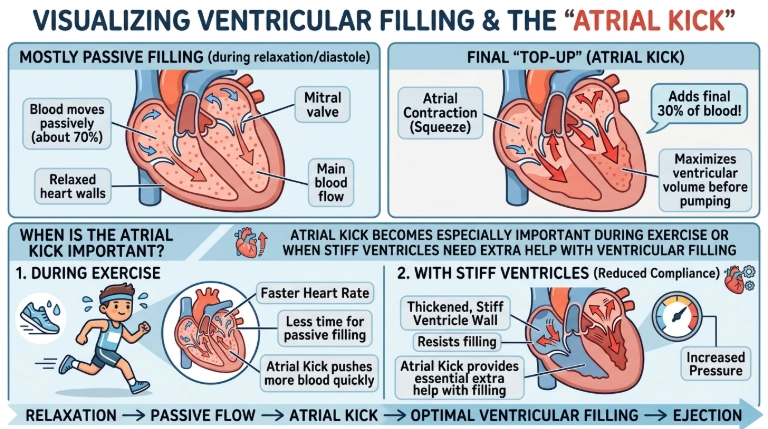 VISUALIZING VENTRICULAR FILLING & THE "ATRIAL KICK"
MOSTLY PASSIVE FILLING (during relaxation/diastole)
Blood moves
passively
(about 70%)
Relaxed
heart walls
Mitral
valve
Main
blood
flow
FINAL "TOP-UP" (ATRIAL KICK)
Atrial
Contraction
(Squeeze)
Adds final
30% of blood!
Maximizes
ventricular
volume before
pumping
WHEN IS THE ATRIAL
KICK IMPORTANT?
ATRIAL KICK BECOMES ESPECIALLY IMPORTANT DURING EXERCISE OR
WHEN STIFF VENTRICLES NEED EXTRA HELP WITH VENTRICULAR FILLING
1. DURING EXERCISE
Faster Heart Rate
Less time for
passive filling
Atrial Kick pushes
more blood quickly
2. WITH STIFF VENTRICLES (Reduced Compliance)
Thickened, Stiff
Ventricle Wall
Resists filling
Atrial Kick provides
essential extra
help with filling
Increased
Pressure
RELAXATION → PASSIVE FLOW → ATRIAL KICK → OPTIMAL VENTRICULAR FILLING → EJECTION